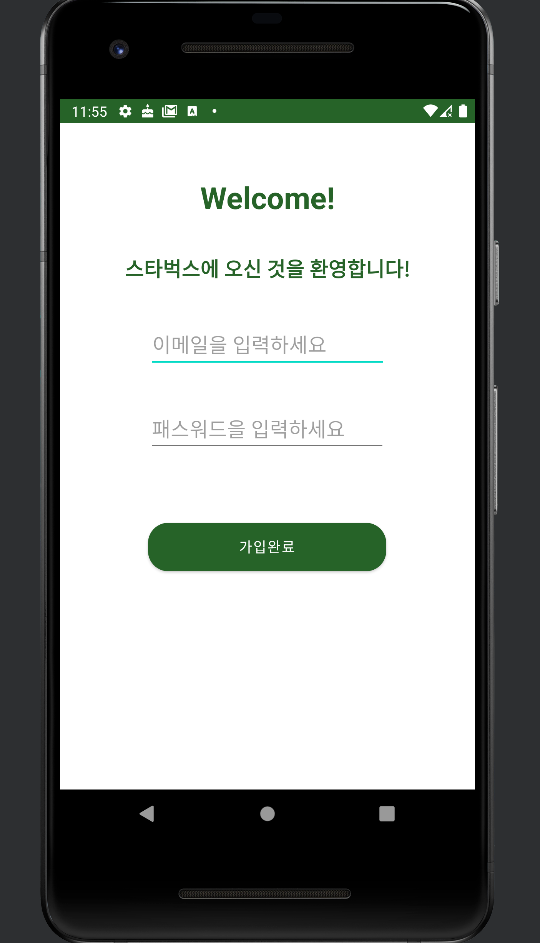 11:55
Welcome!
스타벅스에 오신 것을 환영합니다!
이메일을 입력하세요
패스워드을 입력하세요
가입완료